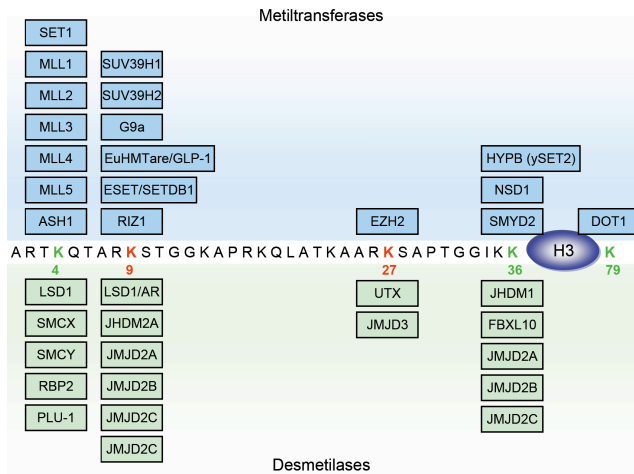 Metiltransferases
SET1
MLL1 SUV39H1
MLL2 SUV39H2
MLL3 G9a
MLL4 EuHMTare/GLP-1 HYPB (ySET2)
MLL5 ESET/SETDB1 NSD1
ASH1 RIZ1 EZH2 SMYD2 DOT1
A R T K Q T A R K S T G G K A P R K Q L A T K A A R K S A P T G G I K K H3 K
4 9 27 36 79
LSD1 LSD1/AR UTX JHDM1
SMCX JHDM2A JMJD3 FBXL10
SMCY JMJD2A JMJD2A
RBP2 JMJD2B JMJD2B
PLU-1 JMJD2C JMJD2C
JMJD2C
Desmetilases